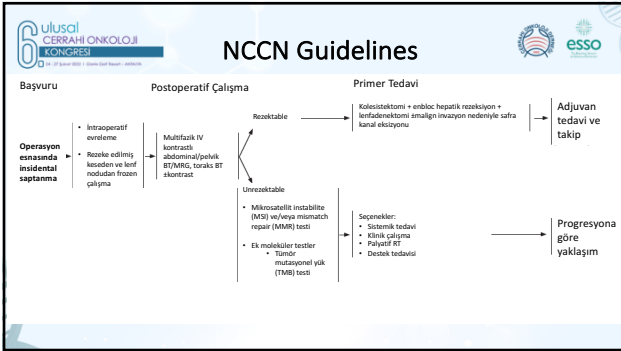 6.
ulusal
CERRAHİ ONKOLOJİ
KONGRESİ
NCCN Guidelines
esso
Başvuru
Postoperatif Çalışma
Primer Tedavi
Operasyon
esnasında
insidental
saptanma
• İntraoperatif
evreleme
• Rezeke edilmiş
keseden ve lenf
nodudan frozen
çalışma
Multifazik IV
kontrastlı
abdominal/pelvik
BT/MRG, toraks BT
±kontrast
Rezektable
Kolesistektomi + enbloc hepatik rezeksiyon +
lenfadenektomi ±malign invazyon nedeniyle safra
kanal eksizyonu
Adjuvan
tedavi ve
takip
Unrezektable
• Mikrosatellit instabilite
(MSI) ve/veya mismatch
repair (MMR) testi
• Ek moleküler testler
• Tümör
mutasyonel yük
(TMB) testi
Seçenekler:
• Sistemik tedavi
• Klinik çalışma
• Palyatif RT
• Destek tedavisi
Progresyona
göre
yaklaşım